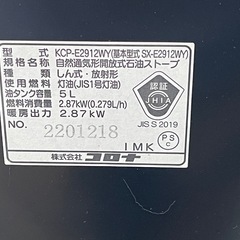 型式 KCP-E2912WY(基本型式 SX-E2912WY)
種類 自然通気形開放式石油ストーブ
しん式・放射形
使用燃料 灯油(JIS1号灯油)
油タンク容量 5L
燃料消費量 2.87kW(0.279L/h)
暖房出力 2.87kW
認証
JHIA
JIS S 2019
PSC
NO. 2201218
IMK
株式会社コロナ